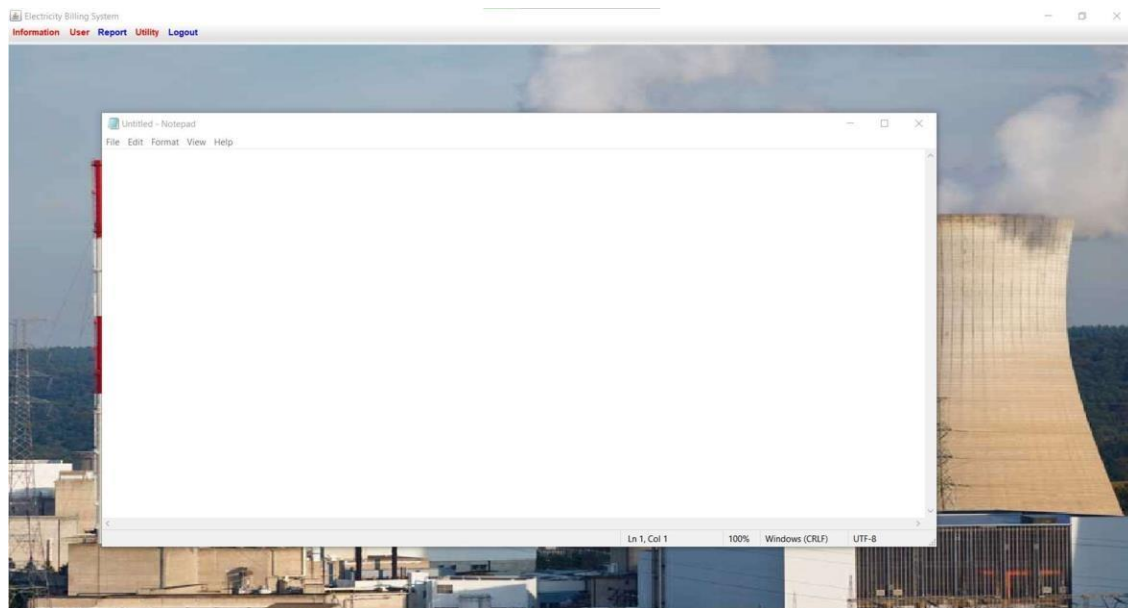 Electricity Billing System
Information User Report Utility Logout
Untitled - Notepad
File Edit Format View Help
Ln 1, Col 1 100% Windows (CRLF) UTF-8